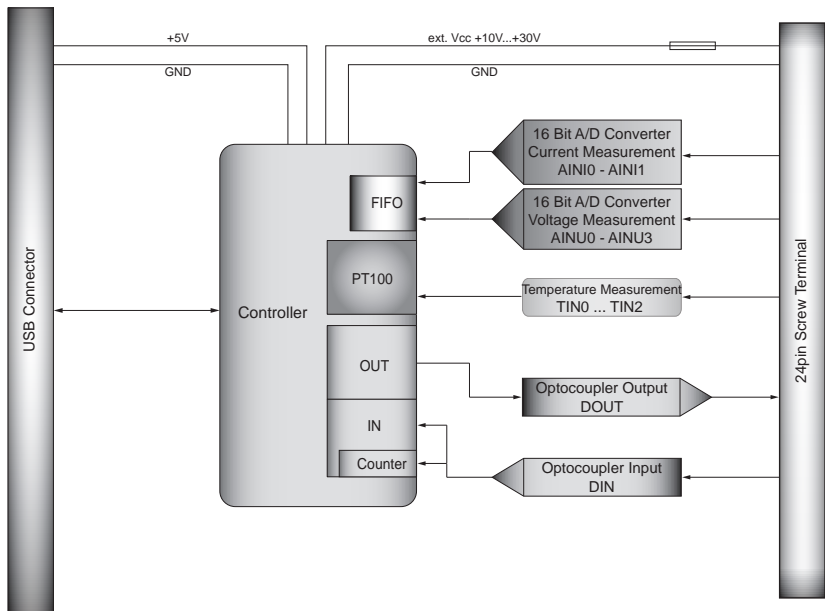 +5V
ext. Vcc +10V...+30V
GND
GND
16 Bit A/D Converter
Current Measurement
AINI0 - AINI1
FIFO
16 Bit A/D Converter
Voltage Measurement
AINU0 - AINU3
PT100
Temperature Measurement
TIN0 ... TIN2
USB Connector
Controller
24pin Screw Terminal
OUT
Optocoupler Output
DOUT
IN
Counter
Optocoupler Input
DIN